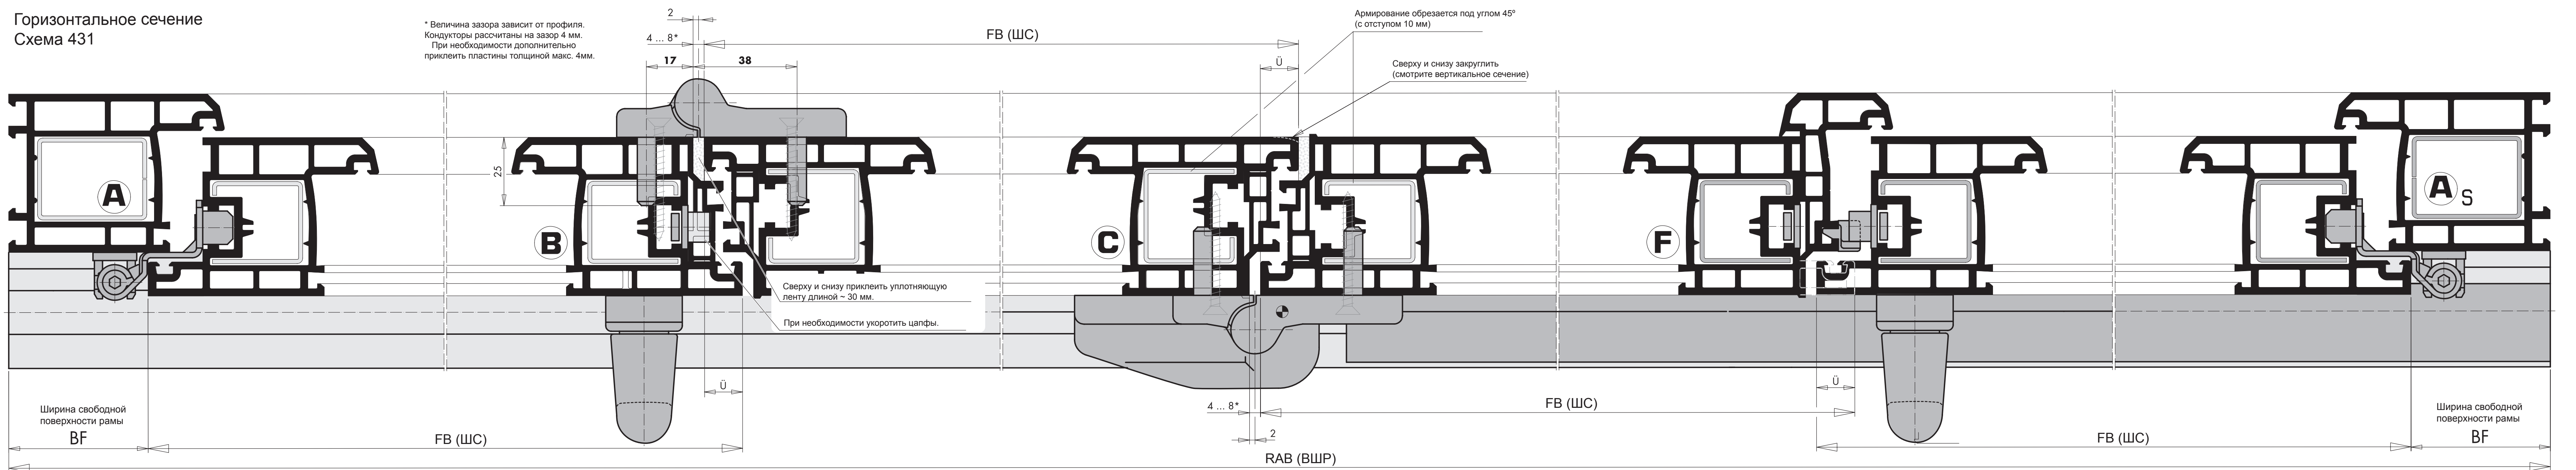 Горизонтальное сечение
Схема 431
* Величина зазора зависит от профиля.
Кондукторы рассчитаны на зазор 4 мм.
При необходимости дополнительно
приклеить пластины толщиной макс. 4мм.
2
4 ... 8*
FB (ШС)
17
38
Ü
Армирование обрезается под углом 45º
(с отступом 10 мм)
Сверху и снизу закруглить
(смотрите вертикальное сечение)
25
A
B
C
F
A S
Сверху и снизу приклеить уплотняющую
ленту длиной ~ 30 мм.
При необходимости укоротить цапфы.
Ü
Ü
4 ... 8*
FB (ШС)
2
Ширина свободной
поверхности рамы
BF
FB (ШС)
FB (ШС)
Ширина свободной
поверхности рамы
BF
RAB (ВШР)